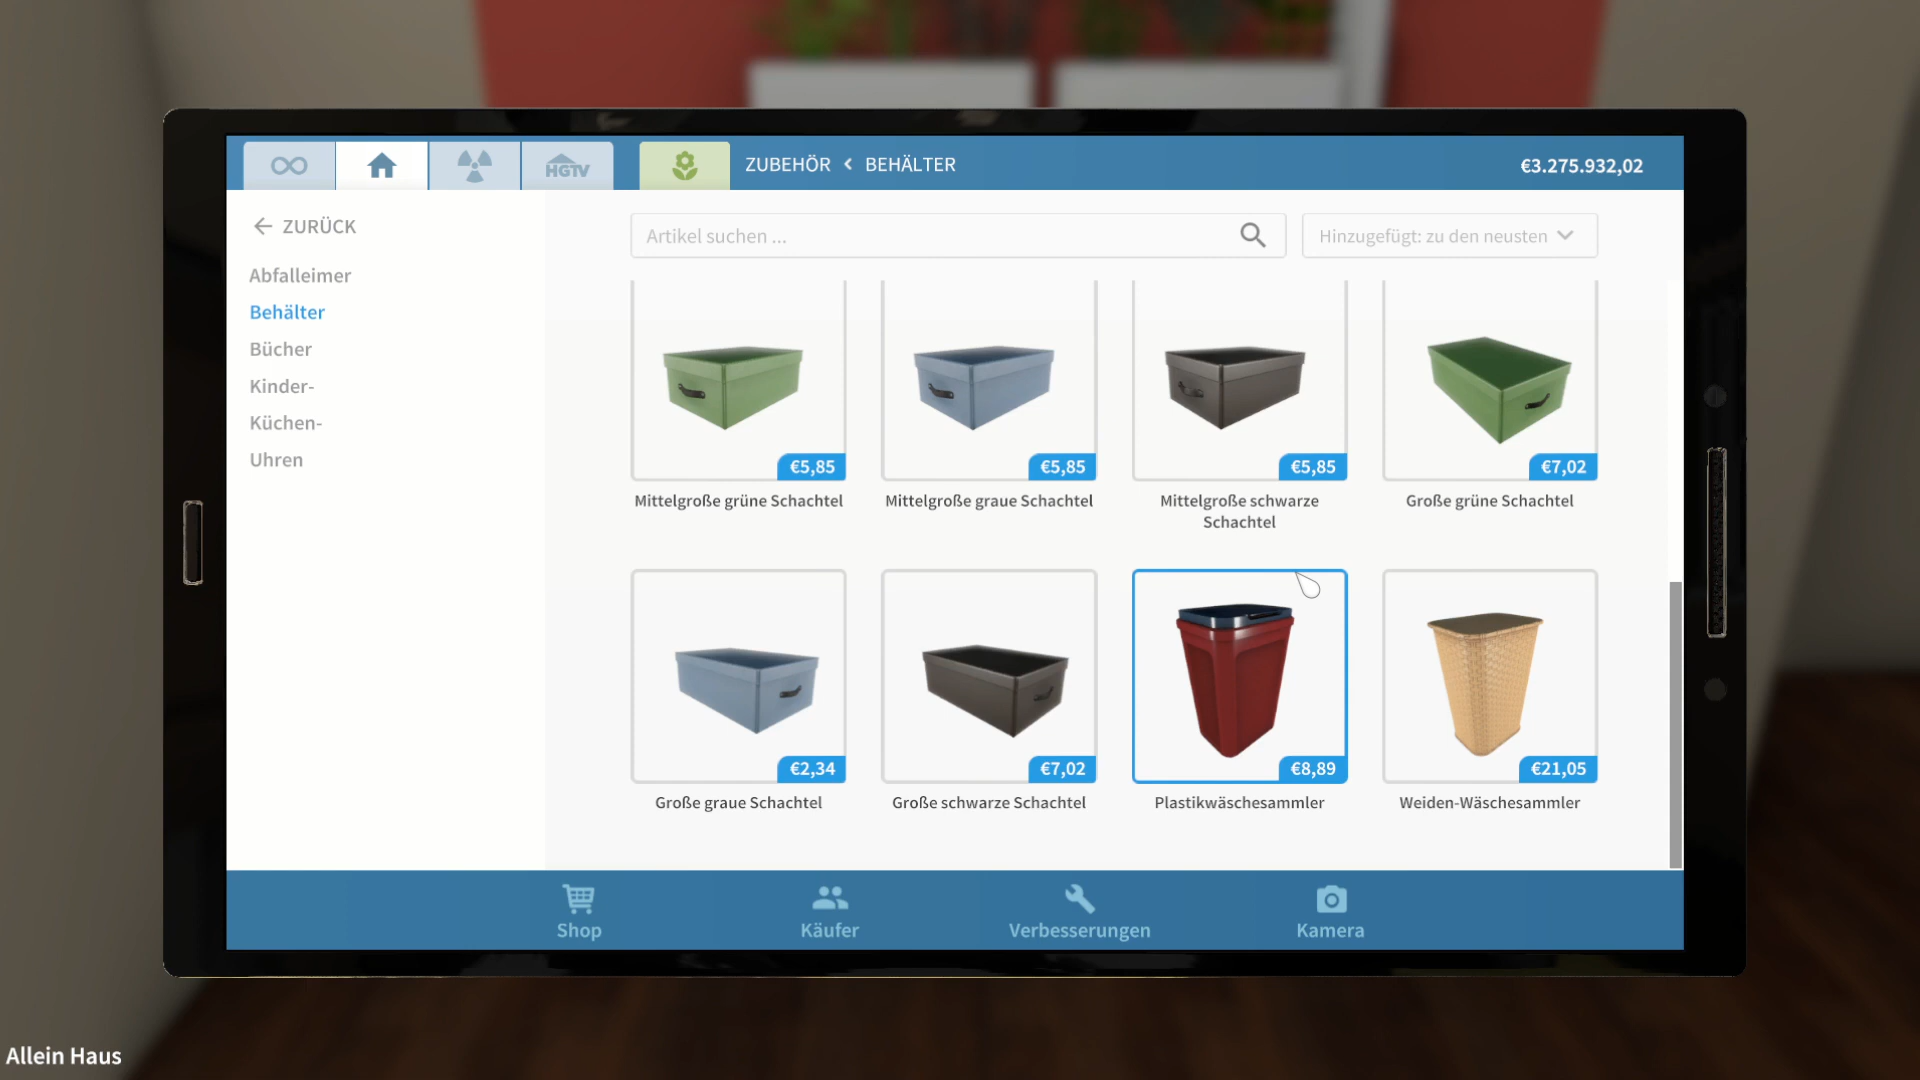 HGTV
ZUBEHÖR < BEHÄLTER
€3.275.932,02
ZURÜCK
Artikel suchen ...
Hinzugefügt: zu den neusten
Abfalleimer
Behälter
Bücher
Kinder-
Küchen-
Uhren
€5,85
€5,85
€5,85
€7,02
Mittelgroße grüne Schachtel
Mittelgroße graue Schachtel
Mittelgroße schwarze
Schachtel
Große grüne Schachtel
€2,34
€7,02
€8,89
€21,05
Große graue Schachtel
Große schwarze Schachtel
Plastikwäschesammler
Weiden-Wäschesammler
Shop
Käufer
Verbesserungen
Kamera
Allein Haus